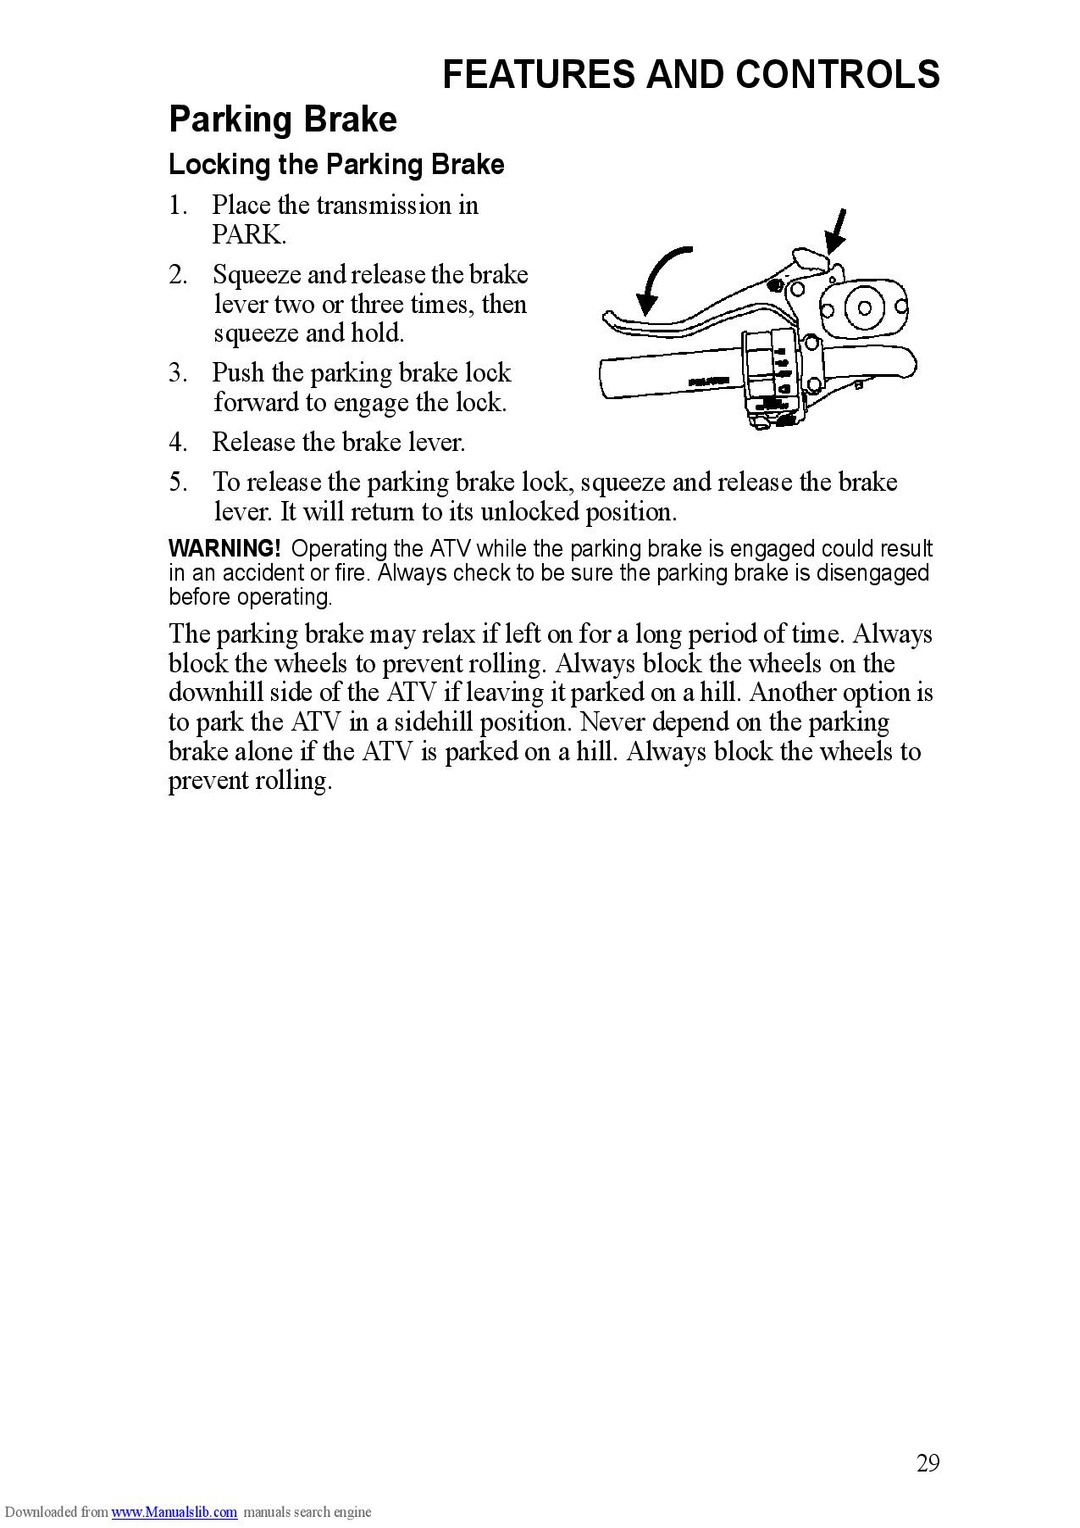 FEATURES AND CONTROLS
Parking Brake
Locking the Parking Brake
1. Place the transmission in
PARK.
2. Squeeze and release the brake
lever two or three times, then
squeeze and hold.
3. Push the parking brake lock
forward to engage the lock.
4. Release the brake lever.
5. To release the parking brake lock, squeeze and release the brake
lever. It will return to its unlocked position.
WARNING! Operating the ATV while the parking brake is engaged could result
in an accident or fire. Always check to be sure the parking brake is disengaged
before operating.
The parking brake may relax if left on for a long period of time. Always
block the wheels to prevent rolling. Always block the wheels on the
downhill side of the ATV if leaving it parked on a hill. Another option is
to park the ATV in a sidehill position. Never depend on the parking
brake alone if the ATV is parked on a hill. Always block the wheels to
prevent rolling.
29
Downloaded from www.Manualslib.com manuals search engine